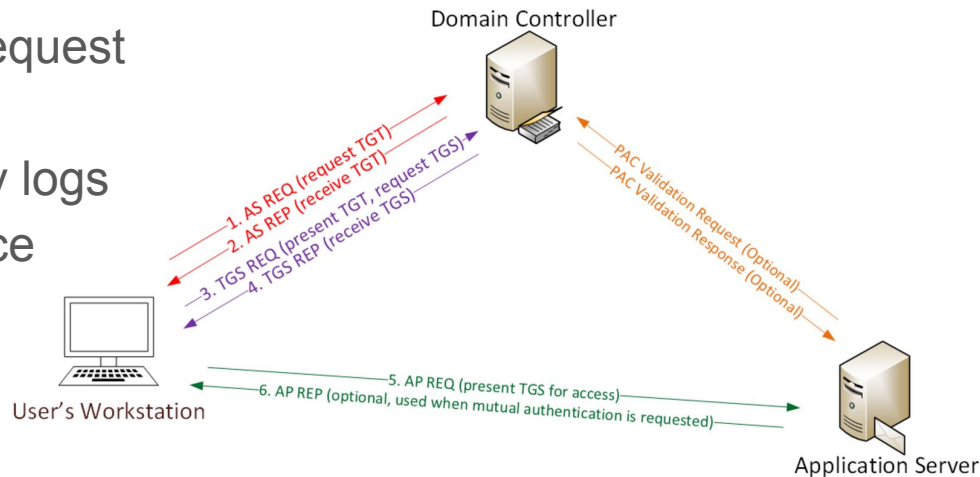 equest
logs
ce
Domain Controller
1. AS REQ (request TGT)
2. AS REP (receive TGT)
3. TGS REQ (present TGT, request TGS)
4. TGS REP (receive TGS)
PAC Validation Request (Optional)
PAC Validation Response (Optional)
5. AP REQ (present TGS for access)
6. AP REP (optional, used when mutual authentication is requested)
User's Workstation
Application Server